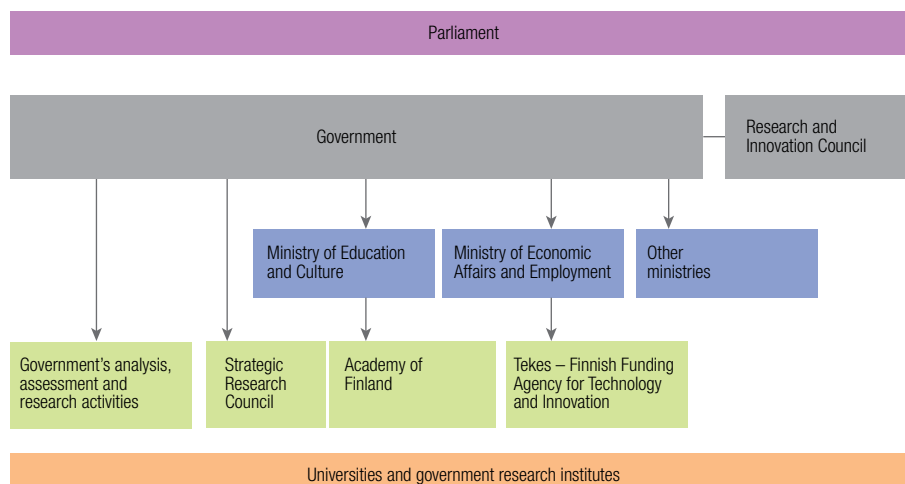 Parliament
Government
Research and
Innovation Council
Ministry of Education
and Culture
Ministry of Economic
Affairs and Employment
Other
ministries
Government’s analysis,
assessment and
research activities
Strategic
Research
Council
Academy of
Finland
Tekes – Finnish Funding
Agency for Technology
and Innovation
Universities and government research institutes